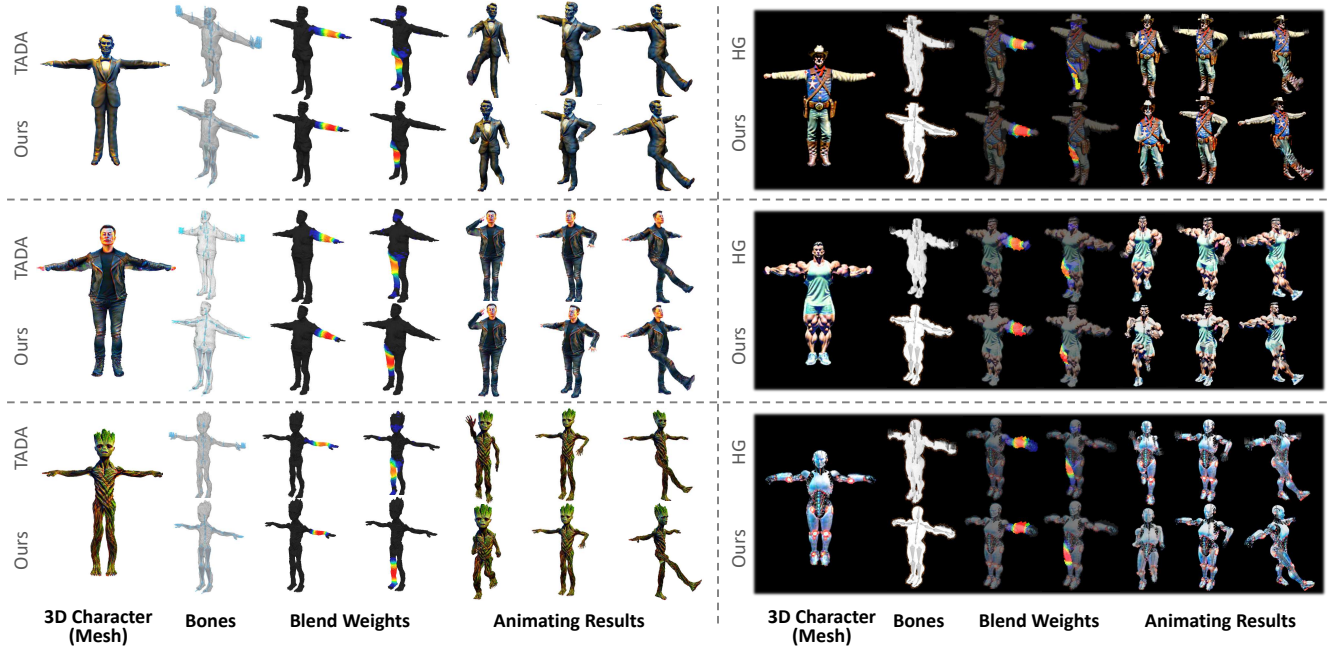 TADA
Ours
TADA
Ours
TADA
Ours
3D Character
(Mesh)
Bones
Blend Weights
Animating Results
HG
Ours
HG
Ours
HG
Ours
3D Character
(Mesh)
Bones
Blend Weights
Animating Results